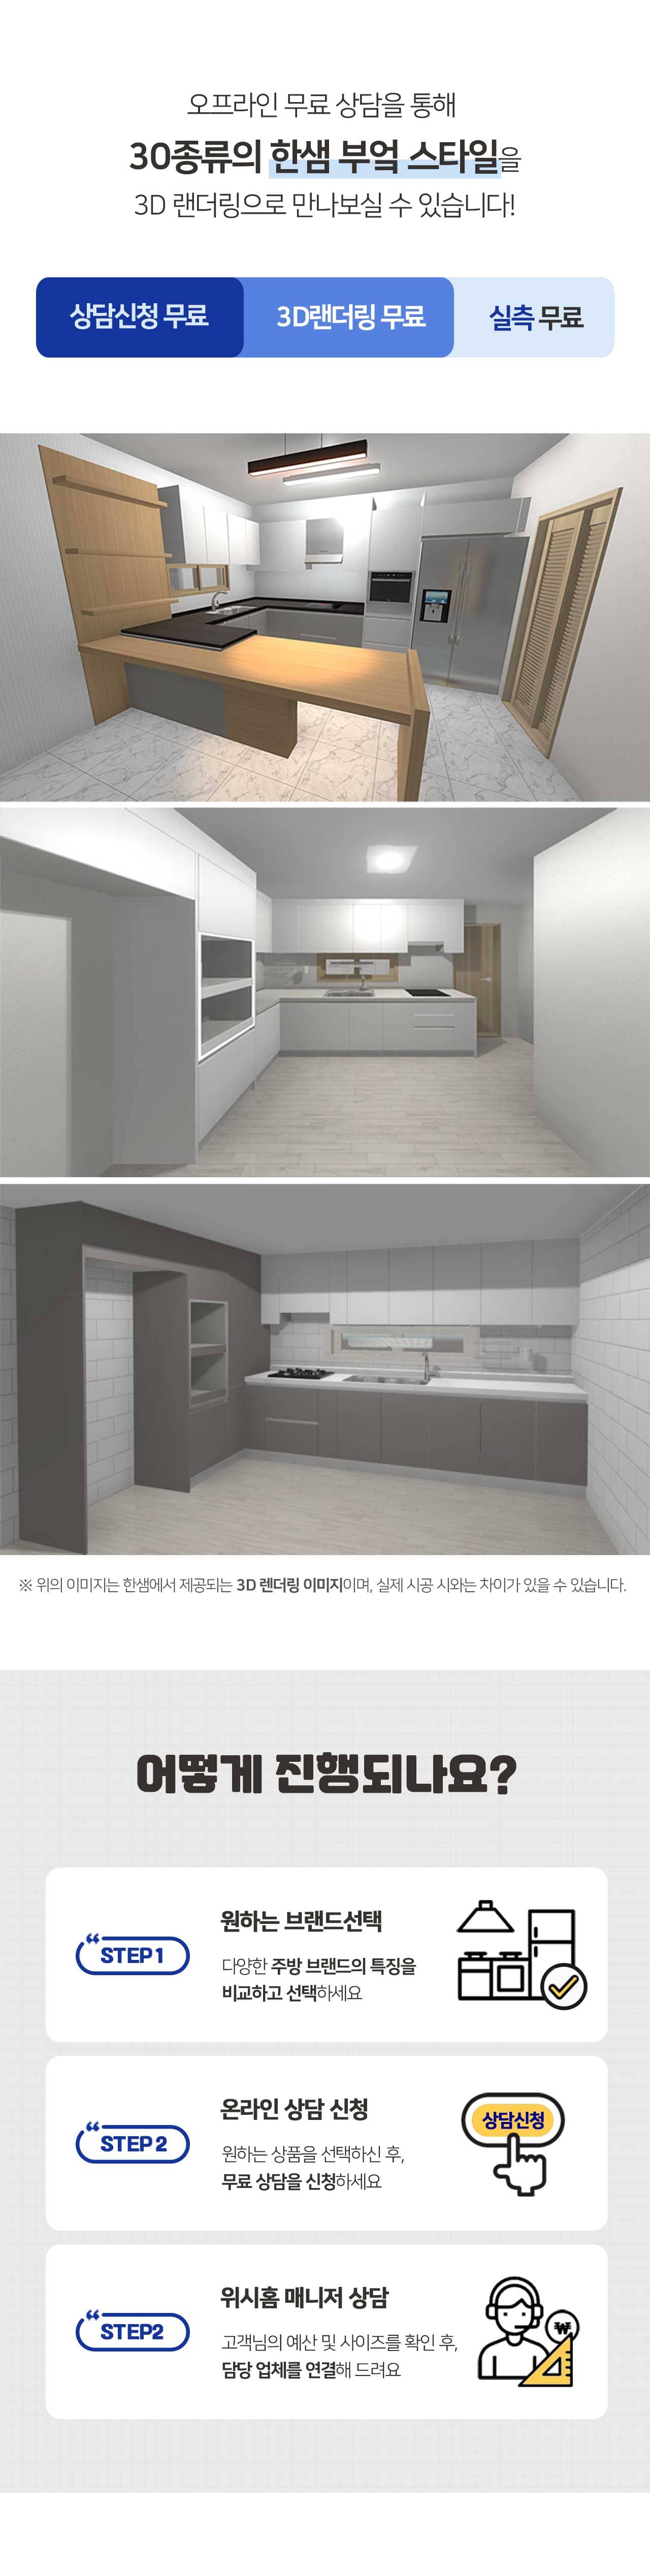 오프라인 무료 상담을 통해
30종류의 한샘 부엌 스타일을
3D 랜더링으로 만나보실 수 있습니다!
상담신청 무료
3D랜더링 무료
실측 무료
※ 위의 이미지는 한샘에서 제공되는 3D 렌더링 이미지이며, 실제 시공 시와는 차이가 있을 수 있습니다.
어떻게 진행되나요?
STEP 1
원하는 브랜드선택
다양한 주방 브랜드의 특징을
비교하고 선택하세요
STEP 2
온라인 상담 신청
원하는 상품을 선택하신 후,
무료 상담을 신청하세요
상담신청
STEP2
위시홈 매니저 상담
고객님의 예산 및 사이즈를 확인 후,
담당 업체를 연결해 드려요
₩